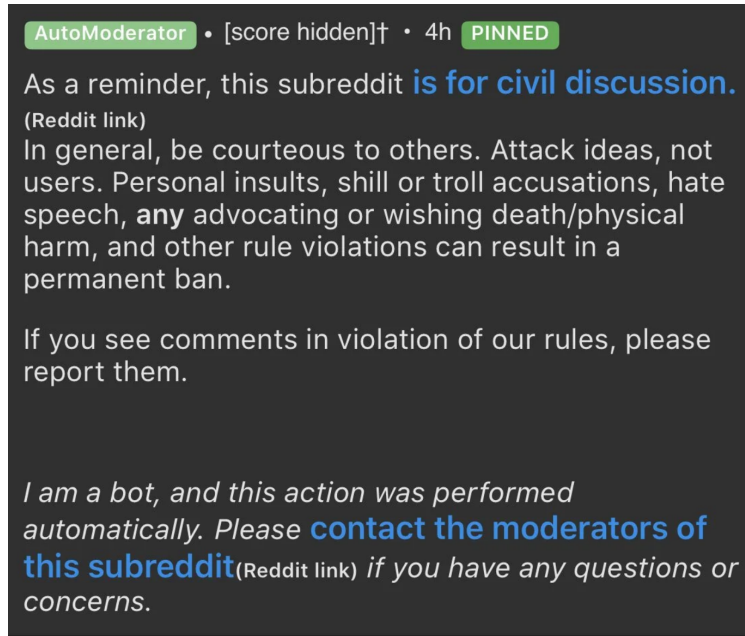 AutoModerator • [score hidden]† • 4h PINNED
As a reminder, this subreddit is for civil discussion.
(Reddit link)
In general, be courteous to others. Attack ideas, not
users. Personal insults, shill or troll accusations, hate
speech, any advocating or wishing death/physical
harm, and other rule violations can result in a
permanent ban.
If you see comments in violation of our rules, please
report them.
I am a bot, and this action was performed
automatically. Please contact the moderators of
this subreddit(Reddit link) if you have any questions or
concerns.